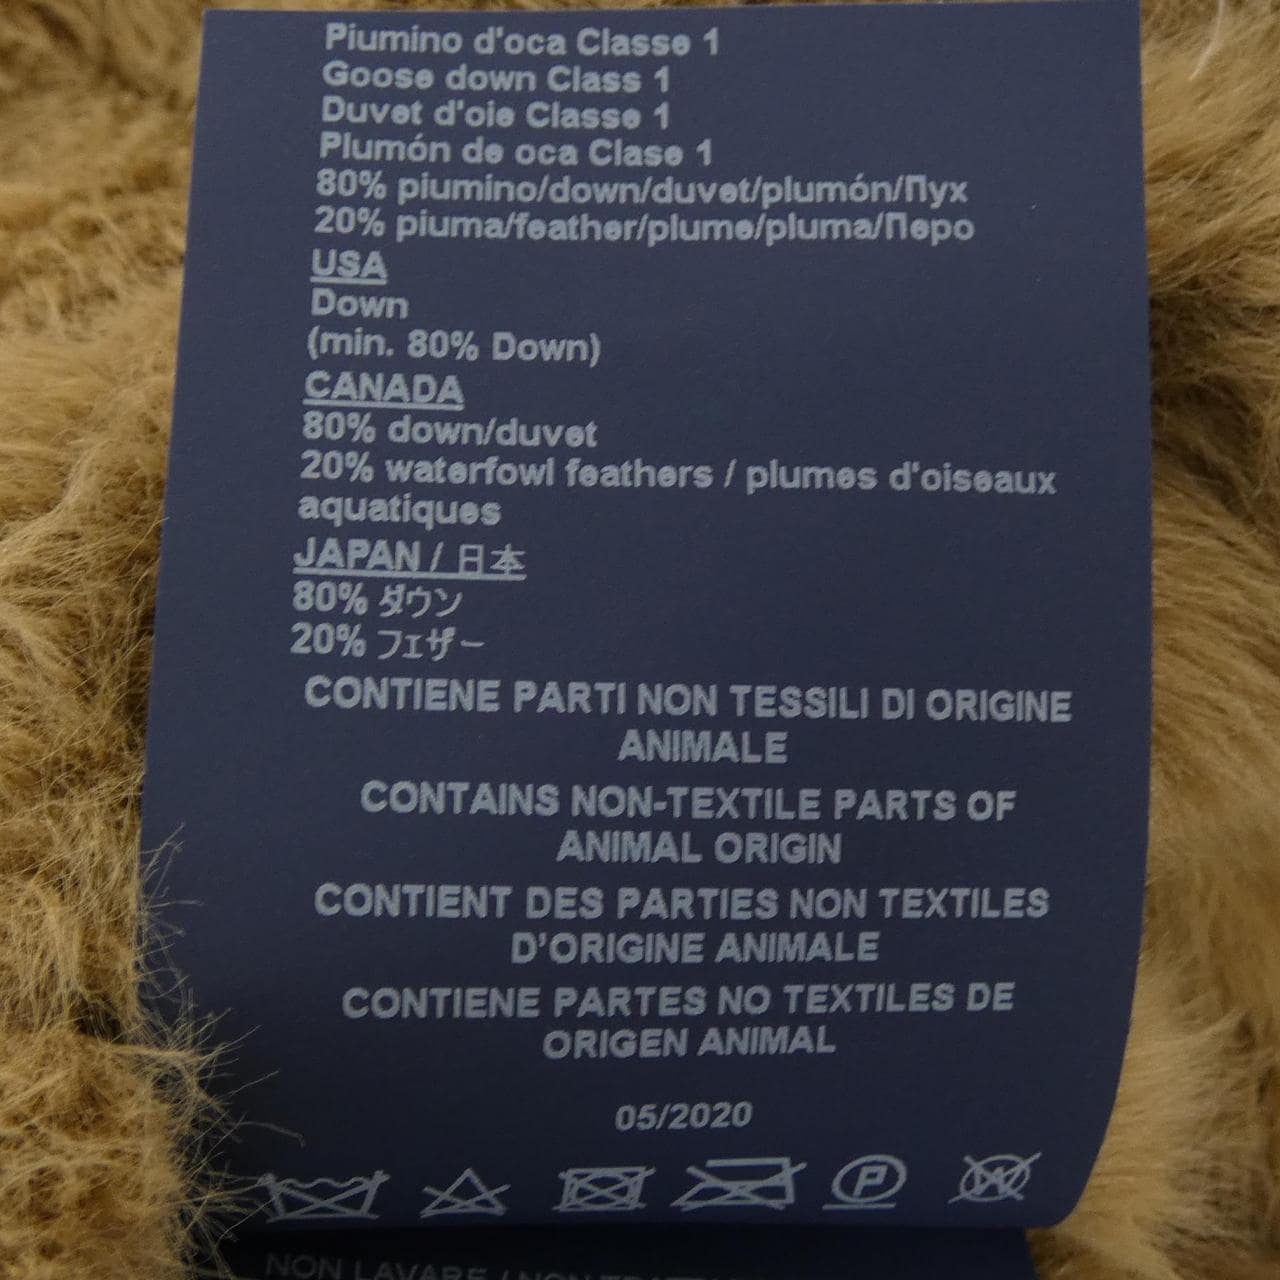 Piumino d'oca Classe 1
Goose down Class 1
Duvet d'oie Classe 1
Plumón de oca Clase 1
80% piumino/down/duvet/plumón/Пух
20% piuma/feather/plume/pluma/Перо
USA
Down
(min. 80% Down)
CANADA
80% down/duvet
20% waterfowl feathers / plumes d'oiseaux
aquatiques
JAPAN / 日本
80% ダウン
20% フェザー
CONTIENE PARTI NON TESSILI DI ORIGINE
ANIMALE
CONTAINS NON-TEXTILE PARTS OF
ANIMAL ORIGIN
CONTIENT DES PARTIES NON TEXTILES
D'ORIGINE ANIMALE
CONTIENE PARTES NO TEXTILES DE
ORIGEN ANIMAL
05/2020
P W
NON LAVARE / NON